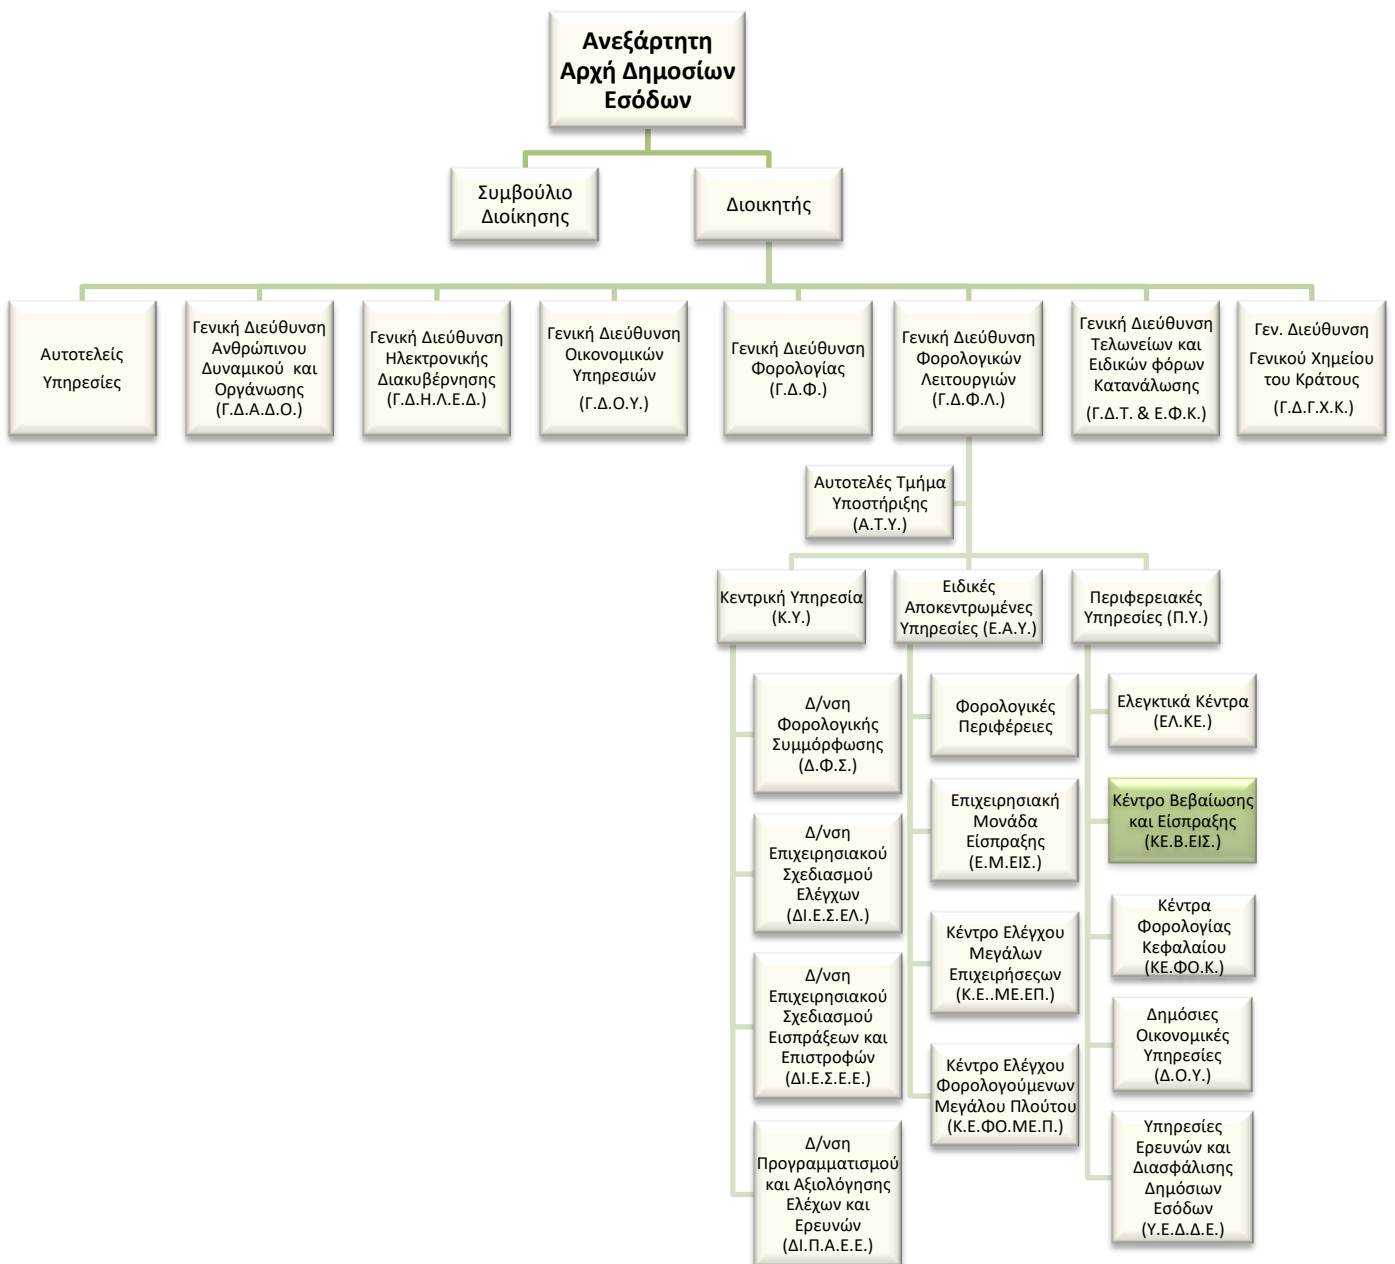 Ανεξάρτητη
Αρχή Δημοσίων
Εσόδων
Συμβούλιο
Διοίκησης
Διοικητής
Αυτοτελείς
Υπηρεσίες
Γενική Διεύθυνση
Ανθρώπινου
Δυναμικού και
Οργάνωσης
(Γ.Δ.Α.Δ.Ο.)
Γενική Διεύθυνση
Ηλεκτρονικής
Διακυβέρνησης
(Γ.Δ.Η.Λ.Ε.Δ.)
Γενική Διεύθυνση
Οικονομικών
Υπηρεσιών
(Γ.Δ.Ο.Υ.)
Γενική Διεύθυνση
Φορολογίας
(Γ.Δ.Φ.)
Γενική Διεύθυνση
Φορολογικών
Λειτουργιών
(Γ.Δ.Φ.Λ.)
Γενική Διεύθυνση
Τελωνείων και
Ειδικών φόρων
Κατανάλωσης
(Γ.Δ.Τ. & Ε.Φ.Κ.)
Γεν. Διεύθυνση
Γενικού Χημείου
του Κράτους
(Γ.Δ.Γ.Χ.Κ.)
Αυτοτελές Τμήμα
Υποστήριξης
(Α.Τ.Υ.)
Κεντρική Υπηρεσία
(Κ.Υ.)
Ειδικές
Αποκεντρωμένες
Υπηρεσίες (Ε.Α.Υ.)
Περιφερειακές
Υπηρεσίες (Π.Υ.)
Δ/νση
Φορολογικής
Συμμόρφωσης
(Δ.Φ.Σ.)
Δ/νση
Επιχειρησιακού
Σχεδιασμού
Ελέγχων
(ΔΙ.Ε.Σ.ΕΛ.)
Δ/νση
Επιχειρησιακού
Σχεδιασμού
Εισπράξεων και
Επιστροφών
(ΔΙ.Ε.Σ.Ε.Ε.)
Δ/νση
Προγραμματισμού
και Αξιολόγησης
Ελέχων και
Ερευνών
(ΔΙ.Π.Α.Ε.Ε.)
Φορολογικές
Περιφέρειες
Επιχειρησιακή
Μονάδα
Είσπραξης
(Ε.Μ.ΕΙΣ.)
Κέντρο Ελέγχου
Μεγάλων
Επιχειρήσεςων
(Κ.Ε..ΜΕ.ΕΠ.)
Κέντρο Ελέγχου
Φορολογούμενων
Μεγάλου Πλούτου
(Κ.Ε.ΦΟ.ΜΕ.Π.)
Ελεγκτικά Κέντρα
(ΕΛ.ΚΕ.)
Κέντρο Βεβαίωσης
και Είσπραξης
(ΚΕ.Β.ΕΙΣ.)
Κέντρα
Φορολογίας
Κεφαλαίου
(ΚΕ.ΦΟ.Κ.)
Δημόσιες
Οικονομικές
Υπηρεσίες
(Δ.Ο.Υ.)
Υπηρεσίες
Ερευνών και
Διασφάλισης
Δημόσιων
Εσόδων
(Υ.Ε.Δ.Δ.Ε.)